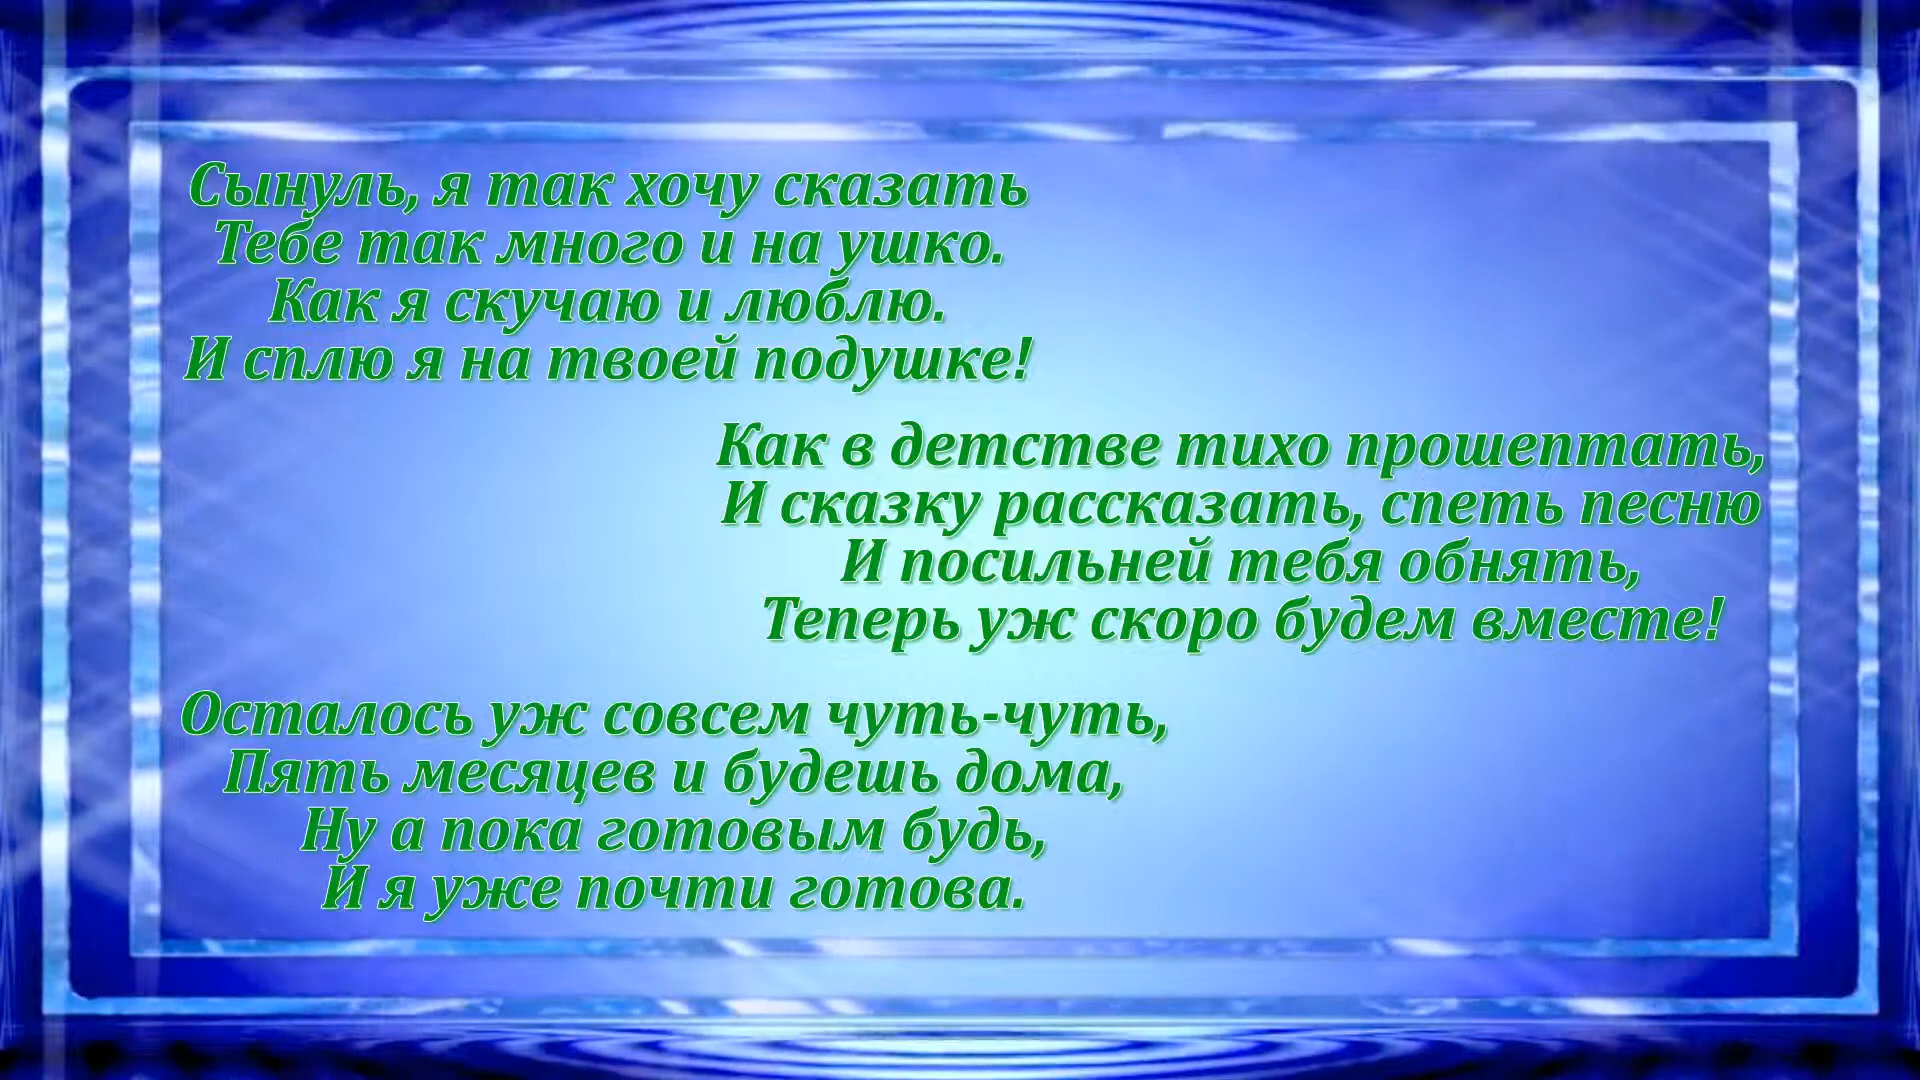 Сынуль, я так хочу сказать
Тебе так много и на ушко.
Как я скучаю и люблю.
И сплю я на твоей подушке!
Как в детстве тихо прошептать,
И сказку рассказать, спеть песню
И посильней тебя обнять,
Теперь уж скоро будем вместе!
Осталось уж совсем чуть-чуть,
Пять месяцев и будешь дома,
Ну а пока готовым будь,
И я уже почти готова.